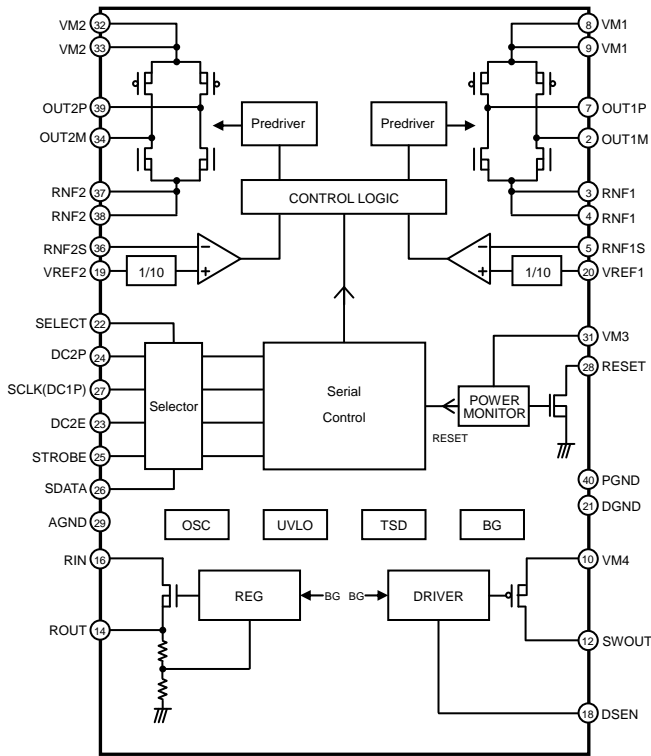 VM2 32
VM2 33
OUT2P 39
OUT2M 34
RNF2 37
RNF2 38
RNF2S 36
VREF2 19
SELECT 22
DC2P 24
SCLK(DC1P) 27
DC2E 23
STROBE 25
SDATA 26
AGND 29
RIN 16
ROUT 14
8 VM1
9 VM1
7 OUT1P
2 OUT1M
3 RNF1
4 RNF1
5 RNF1S
20 VREF1
31 VM3
28 RESET
40 PGND
21 DGND
10 VM4
12 SWOUT
18 DSEN
Predriver
Predriver
CONTROL LOGIC
−
+
1/10
−
+
1/10
Selector
Serial
Control
POWER
MONITOR
RESET
OSC
UVLO
TSD
BG
REG
BG
BG
DRIVER